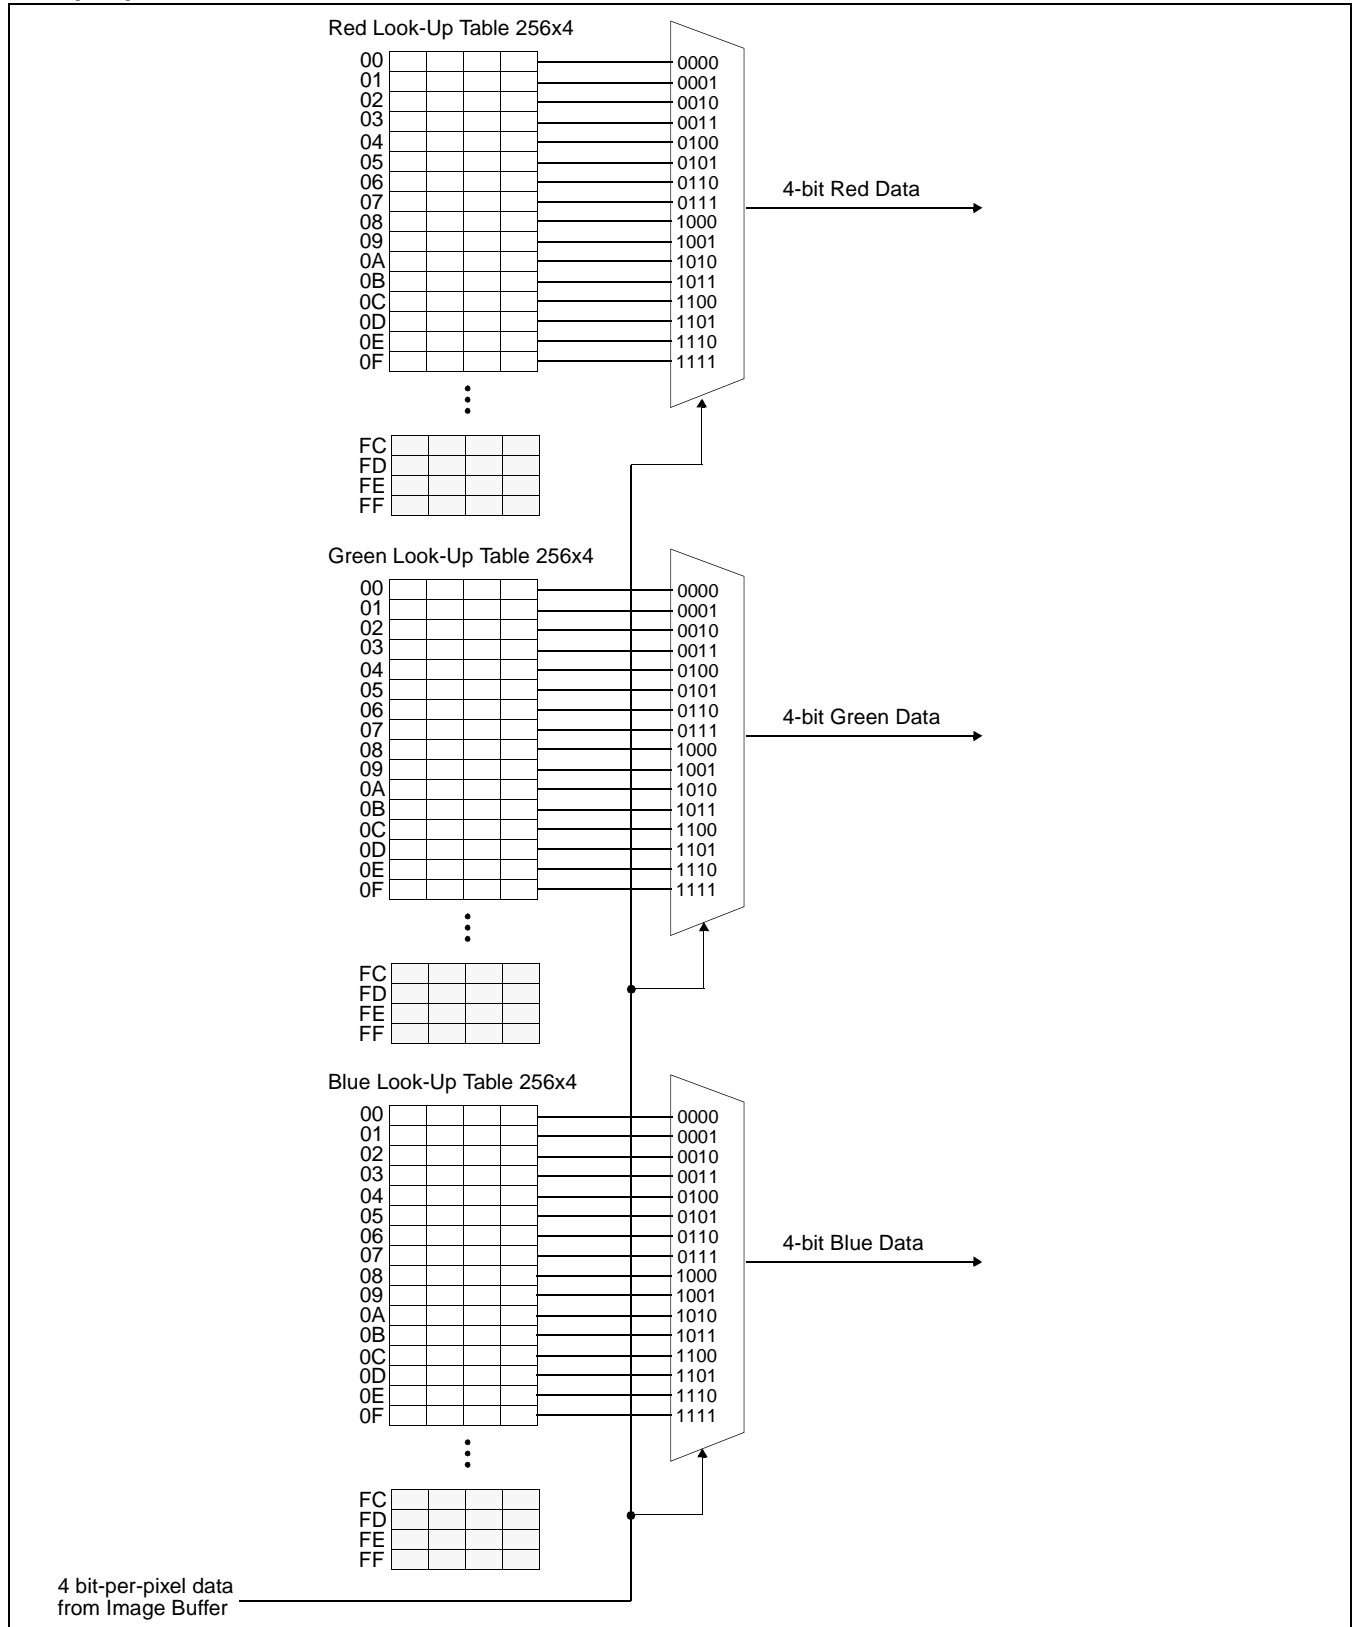 Red Look-Up Table 256x4
00 0000
01 0001
02 0010
03 0011
04 0100
05 0101
06 0110
07 0111
08 1000
09 1001
0A 1010
0B 1011
0C 1100
0D 1101
0E 1110
0F 1111
4-bit Red Data
FC
FD
FE
FF
Green Look-Up Table 256x4
00 0000
01 0001
02 0010
03 0011
04 0100
05 0101
06 0110
07 0111
08 1000
09 1001
0A 1010
0B 1011
0C 1100
0D 1101
0E 1110
0F 1111
4-bit Green Data
FC
FD
FE
FF
Blue Look-Up Table 256x4
00 0000
01 0001
02 0010
03 0011
04 0100
05 0101
06 0110
07 0111
08 1000
09 1001
0A 1010
0B 1011
0C 1100
0D 1101
0E 1110
0F 1111
4-bit Blue Data
FC
FD
FE
FF
4 bit-per-pixel data
from Image Buffer